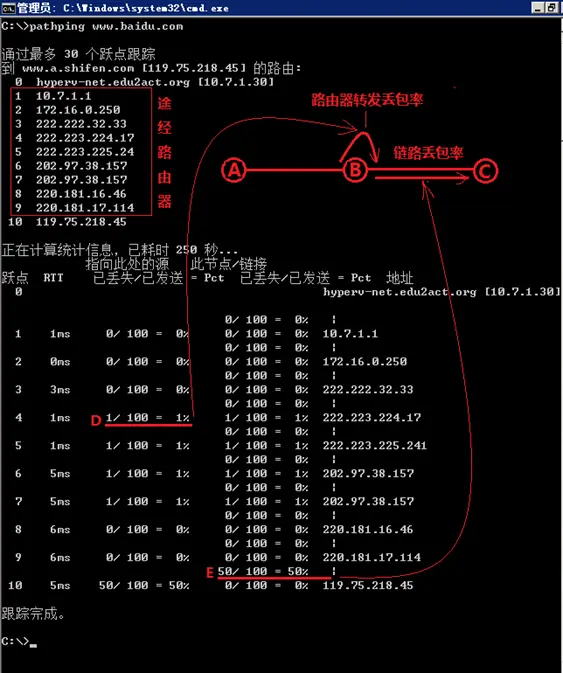 管理员: C:\Windows\system32\cmd.exe
C:\>pathping www.baidu.com
通过最多 30 个跃点跟踪
到 www.a.shifen.com [119.75.218.45] 的路由:
0 hyperv-net.edu2act.org [10.7.1.30]
1 10.7.1.1
2 172.16.0.250
3 222.222.32.33
4 222.223.224.17
5 222.223.225.24
6 202.97.38.157
7 202.97.38.157
8 220.181.16.46
9 220.181.17.114
10 119.75.218.45
途经路由器
路由器转发丢包率
链路丢包率
A
B
C
正在计算统计信息，已耗时 250 秒...
指向此处的源 此节点/链接
跃点 RTT 已丢失/已发送 = Pct 已丢失/已发送 = Pct 地址
0 hyperv-net.edu2act.org [10.7.1.30]
0/ 100 = 0% |
1 1ms 0/ 100 = 0% 0/ 100 = 0% 10.7.1.1
0/ 100 = 0% |
2 0ms 0/ 100 = 0% 0/ 100 = 0% 172.16.0.250
0/ 100 = 0% |
3 3ms 0/ 100 = 0% 0/ 100 = 0% 222.222.32.33
0/ 100 = 0% |
D 4 1ms 1/ 100 = 1% 1/ 100 = 1% 222.223.224.17
0/ 100 = 0% |
5 1ms 1/ 100 = 1% 1/ 100 = 1% 222.223.225.241
0/ 100 = 0% |
6 5ms 1/ 100 = 1% 1/ 100 = 1% 202.97.38.157
0/ 100 = 0% |
7 5ms 1/ 100 = 1% 1/ 100 = 1% 202.97.38.157
0/ 100 = 0% |
8 6ms 0/ 100 = 0% 0/ 100 = 0% 220.181.16.46
0/ 100 = 0% |
9 6ms 0/ 100 = 0% 0/ 100 = 0% 220.181.17.114
E 50/ 100 = 50% |
10 5ms 50/ 100 = 50% 0/ 100 = 0% 119.75.218.45
跟踪完成。
C:\>_